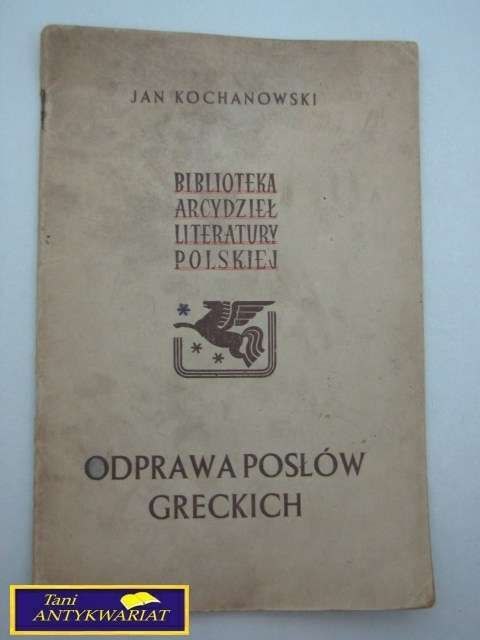 JAN KOCHANOWSKI
BIBLIOTEKA
ARCYDZIEŁ
LITERATURY
POLSKIEJ
ODPRAWA POSŁÓW
GRECKICH
Tani
ANTYKWARIAT